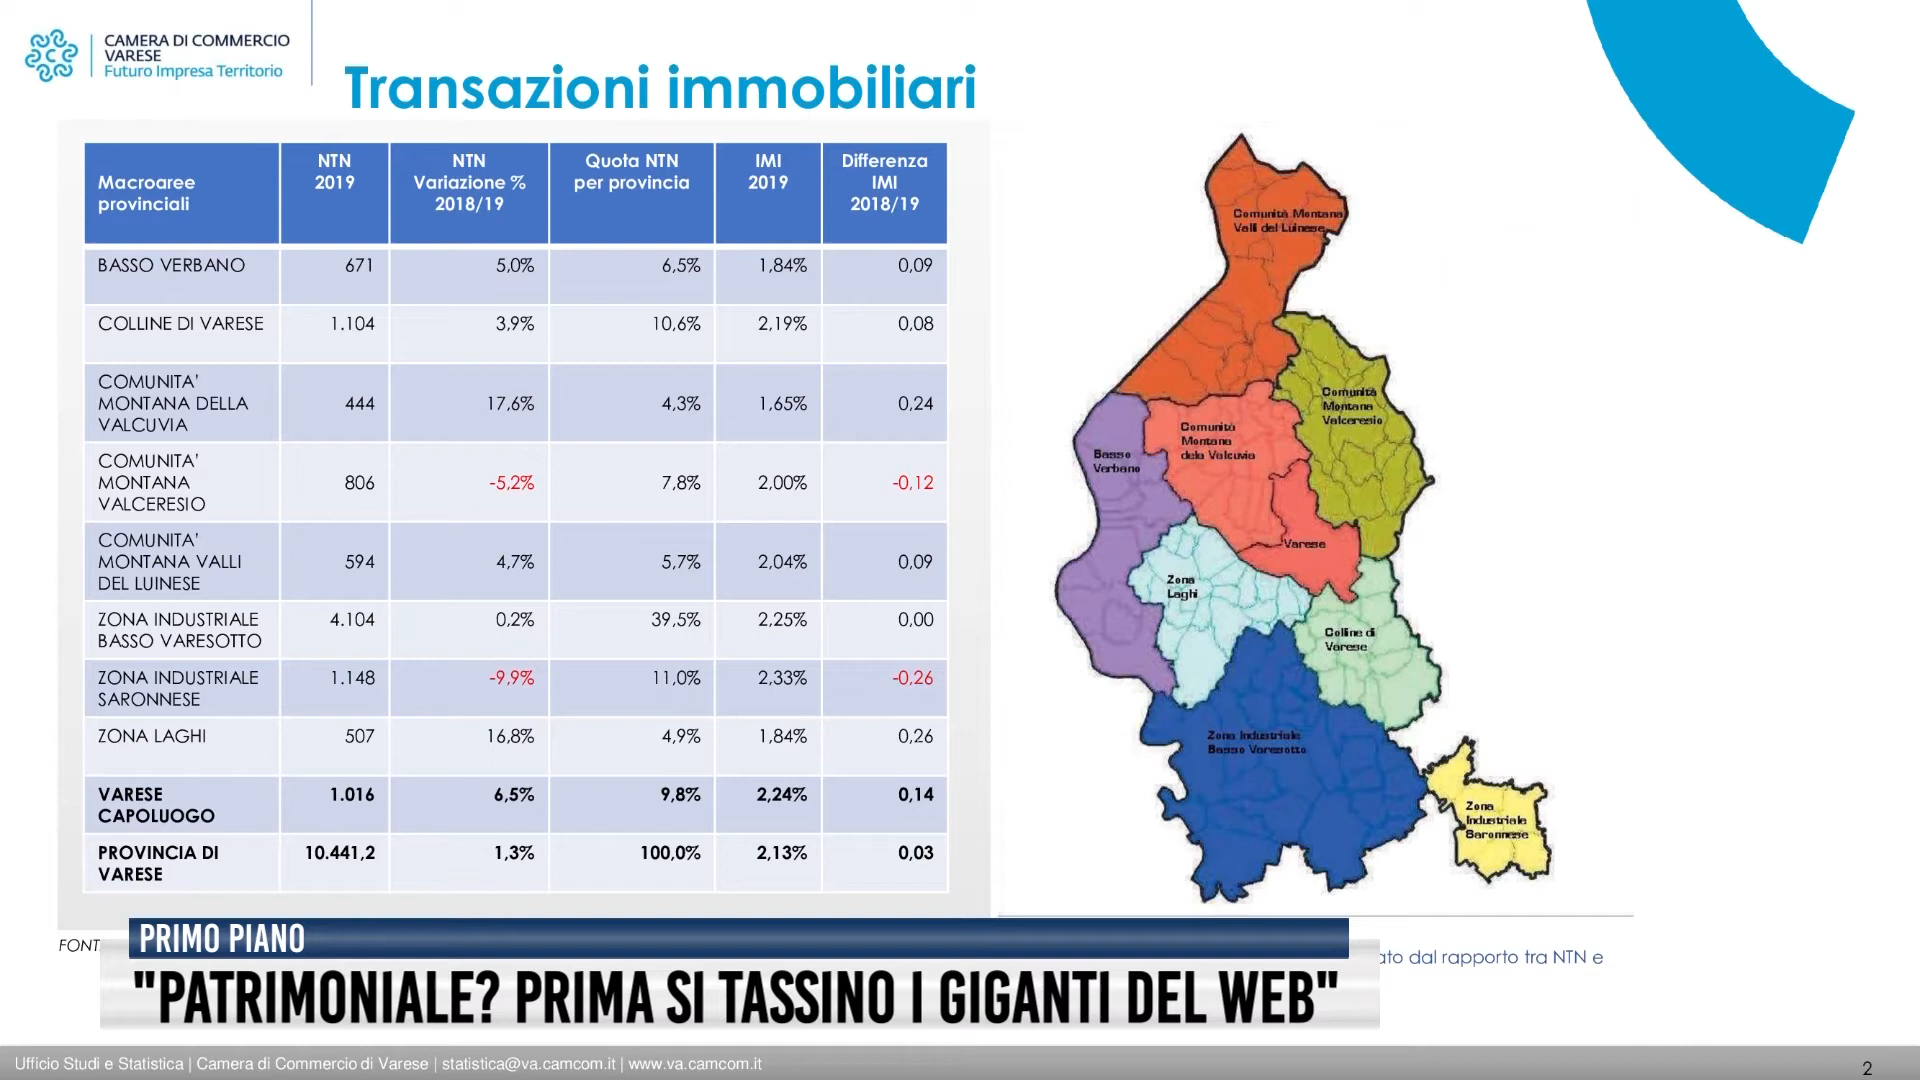 CAMERA DI COMMERCIO
VARESE
Futuro Impresa Territorio
Transazioni immobiliari
Macroaree provinciali | NTN 2019 | NTN Variazione % 2018/19 | Quota NTN per provincia | IMI 2019 | Differenza IMI 2018/19
BASSO VERBANO 671 5,0% 6,5% 1,84% 0,09
COLLINE DI VARESE 1.104 3,9% 10,6% 2,19% 0,08
COMUNITA' MONTANA DELLA VALCUVIA 444 17,6% 4,3% 1,65% 0,24
COMUNITA' MONTANA VALCERESIO 806 -5,2% 7,8% 2,00% -0,12
COMUNITA' MONTANA VALLI DEL LUINESE 594 4,7% 5,7% 2,04% 0,09
ZONA INDUSTRIALE BASSO VARESOTTO 4.104 0,2% 39,5% 2,25% 0,00
ZONA INDUSTRIALE SARONNESE 1.148 -9,9% 11,0% 2,33% -0,26
ZONA LAGHI 507 16,8% 4,9% 1,84% 0,26
VARESE CAPOLUOGO 1.016 6,5% 9,8% 2,24% 0,14
PROVINCIA DI VARESE 10.441,2 1,3% 100,0% 2,13% 0,03
Comunità Montana
Valli del Luinese
Comunità
Montana
Valceresio
Comunità
Montana
dela Valcuvia
Basso
Verbano
Varese
Zona
Laghi
Colline di
Varese
Zona Industriale
Basso Varesotto
Zona
Industriale
Saronnese
FONT
ato dal rapporto tra NTN e
PRIMO PIANO
"PATRIMONIALE? PRIMA SI TASSINO I GIGANTI DEL WEB"
Ufficio Studi e Statistica | Camera di Commercio di Varese | statistica@va.camcom.it | www.va.camcom.it
2